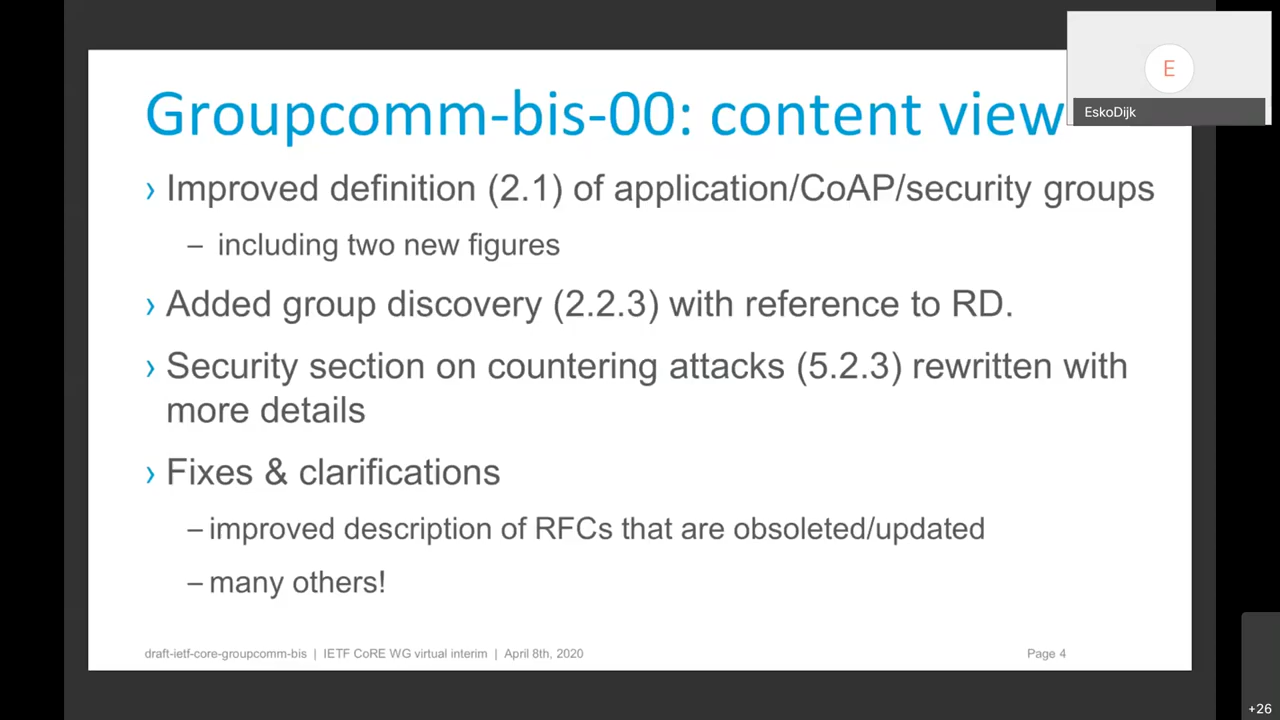 Groupcomm-bis-00: content view
E
EskoDijk
› Improved definition (2.1) of application/CoAP/security groups
– including two new figures
› Added group discovery (2.2.3) with reference to RD.
› Security section on countering attacks (5.2.3) rewritten with
more details
› Fixes & clarifications
– improved description of RFCs that are obsoleted/updated
– many others!
draft-ietf-core-groupcomm-bis | IETF CoRE WG virtual interim | April 8th, 2020
Page 4
+26